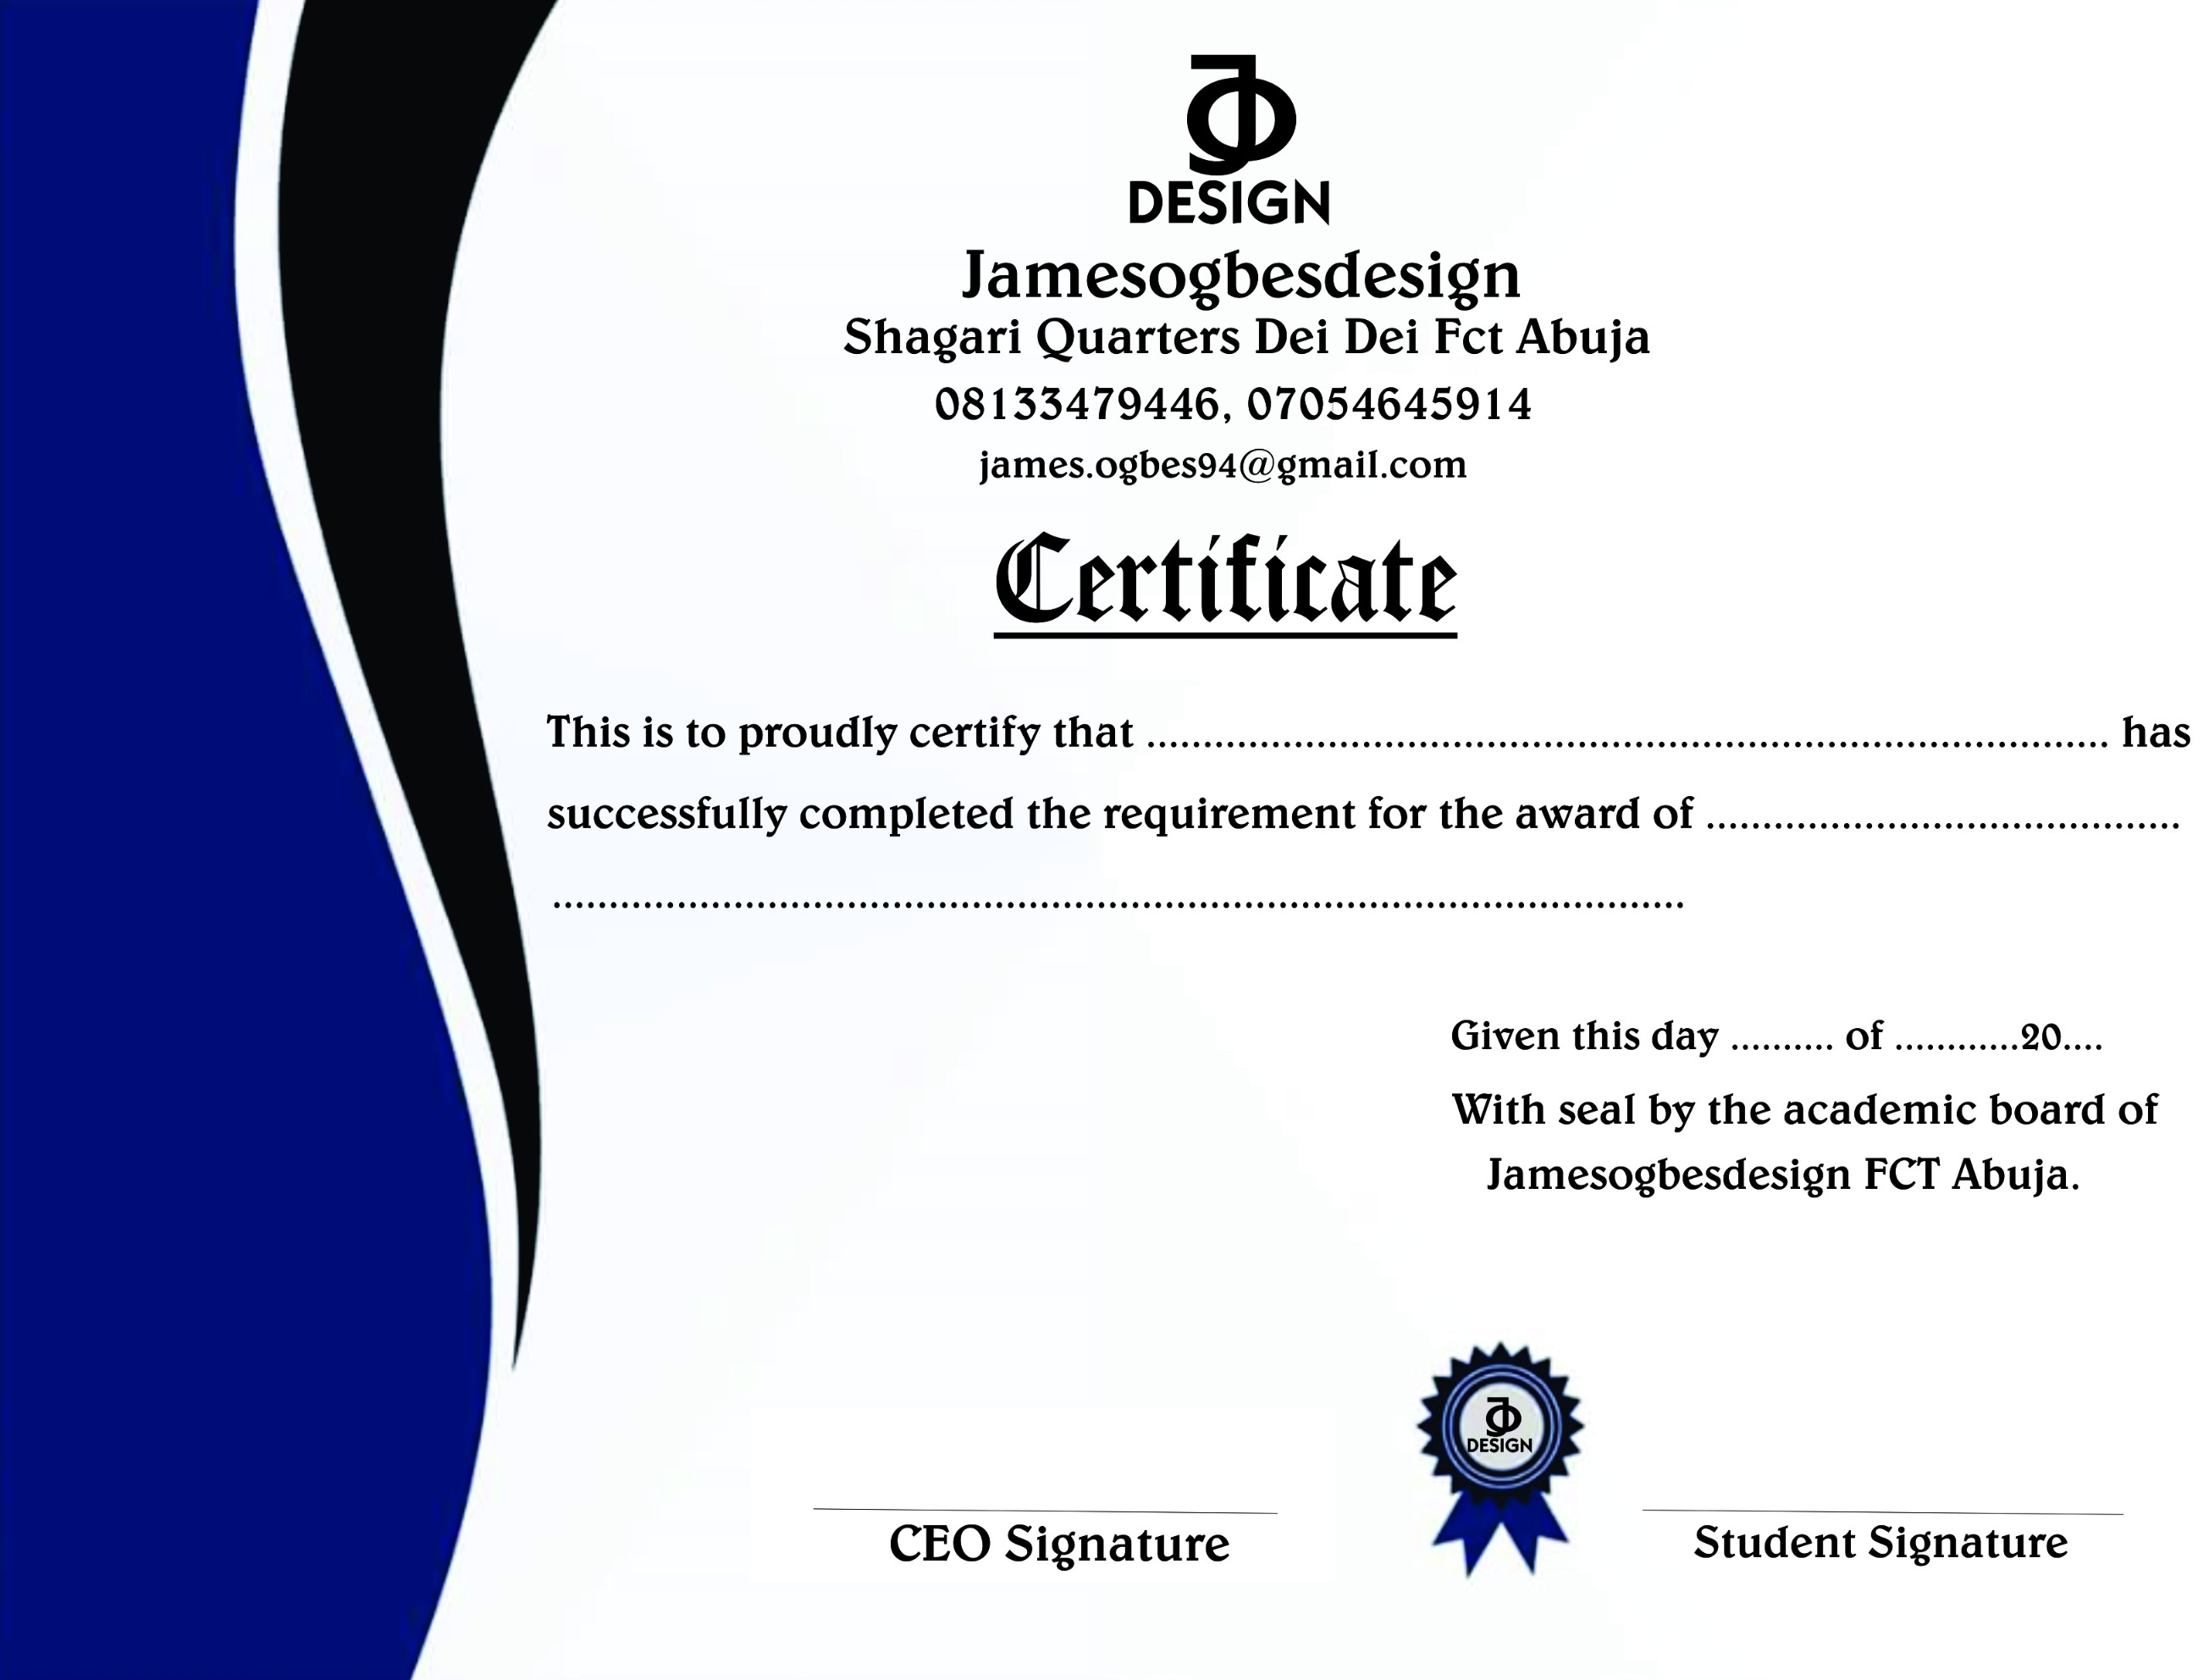 DESIGN
Jamesogbesdesign
Shagari Quarters Dei Dei Fct Abuja
08133479446, 07054645914
james.ogbes94@gmail.com
Certificate
This is to proudly certify that ..................................................................................... has
successfully completed the requirement for the award of ..........................................
....................................................................................................
Given this day ......... of ...........20....
With seal by the academic board of
Jamesogbesdesign FCT Abuja.
DESIGN
CEO Signature
Student Signature